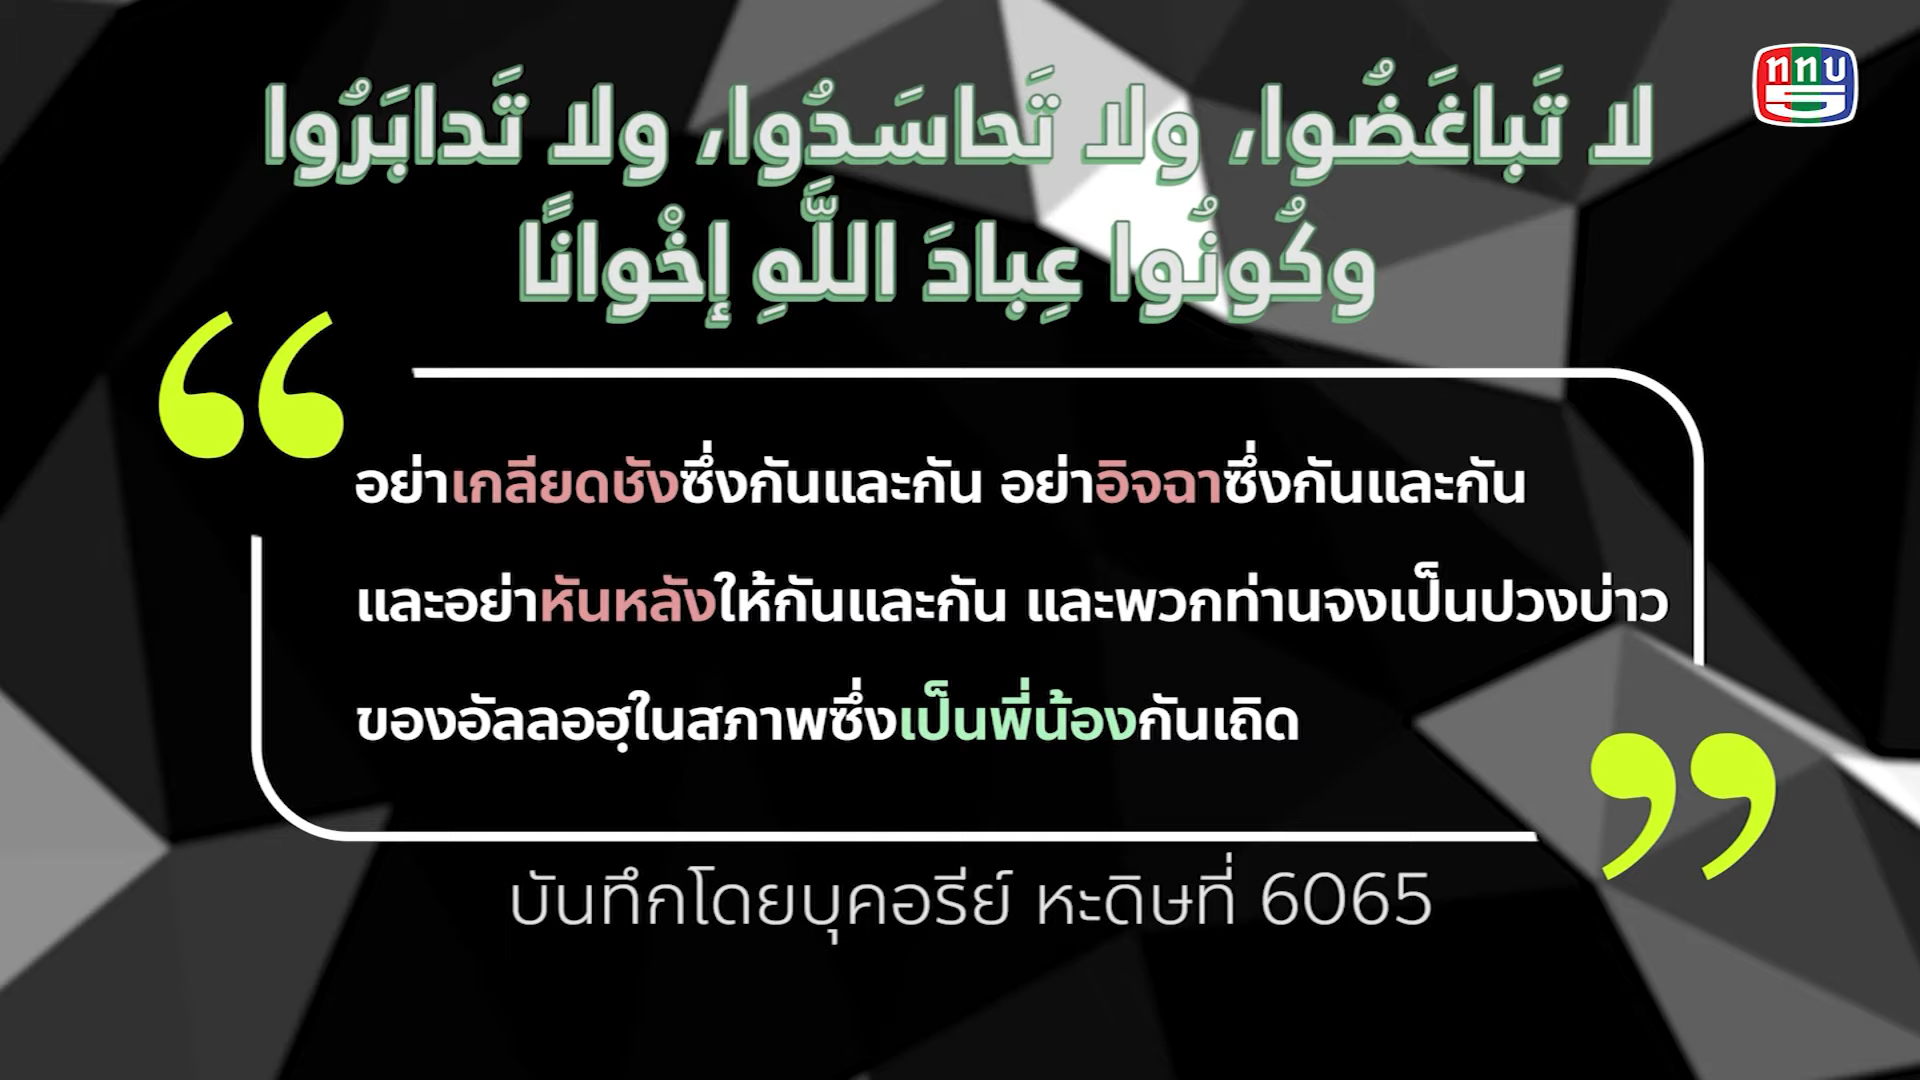 لا تَباغَضُوا، ولا تَحاسَدُوا، ولا تَدابَرُوا
وكُونُوا عِبادَ اللَّهِ إخْوانًا
ททบ
5
อย่าเกลียดชังซึ่งกันและกัน อย่าอิจฉาซึ่งกันและกัน
และอย่าหันหลังให้กันและกัน และพวกท่านจงเป็นปวงบ่าว
ของอัลลอฮฺในสภาพซึ่งเป็นพี่น้องกันเถิด
บันทึกโดยบุคอรีย์ หะดิษที่ 6065